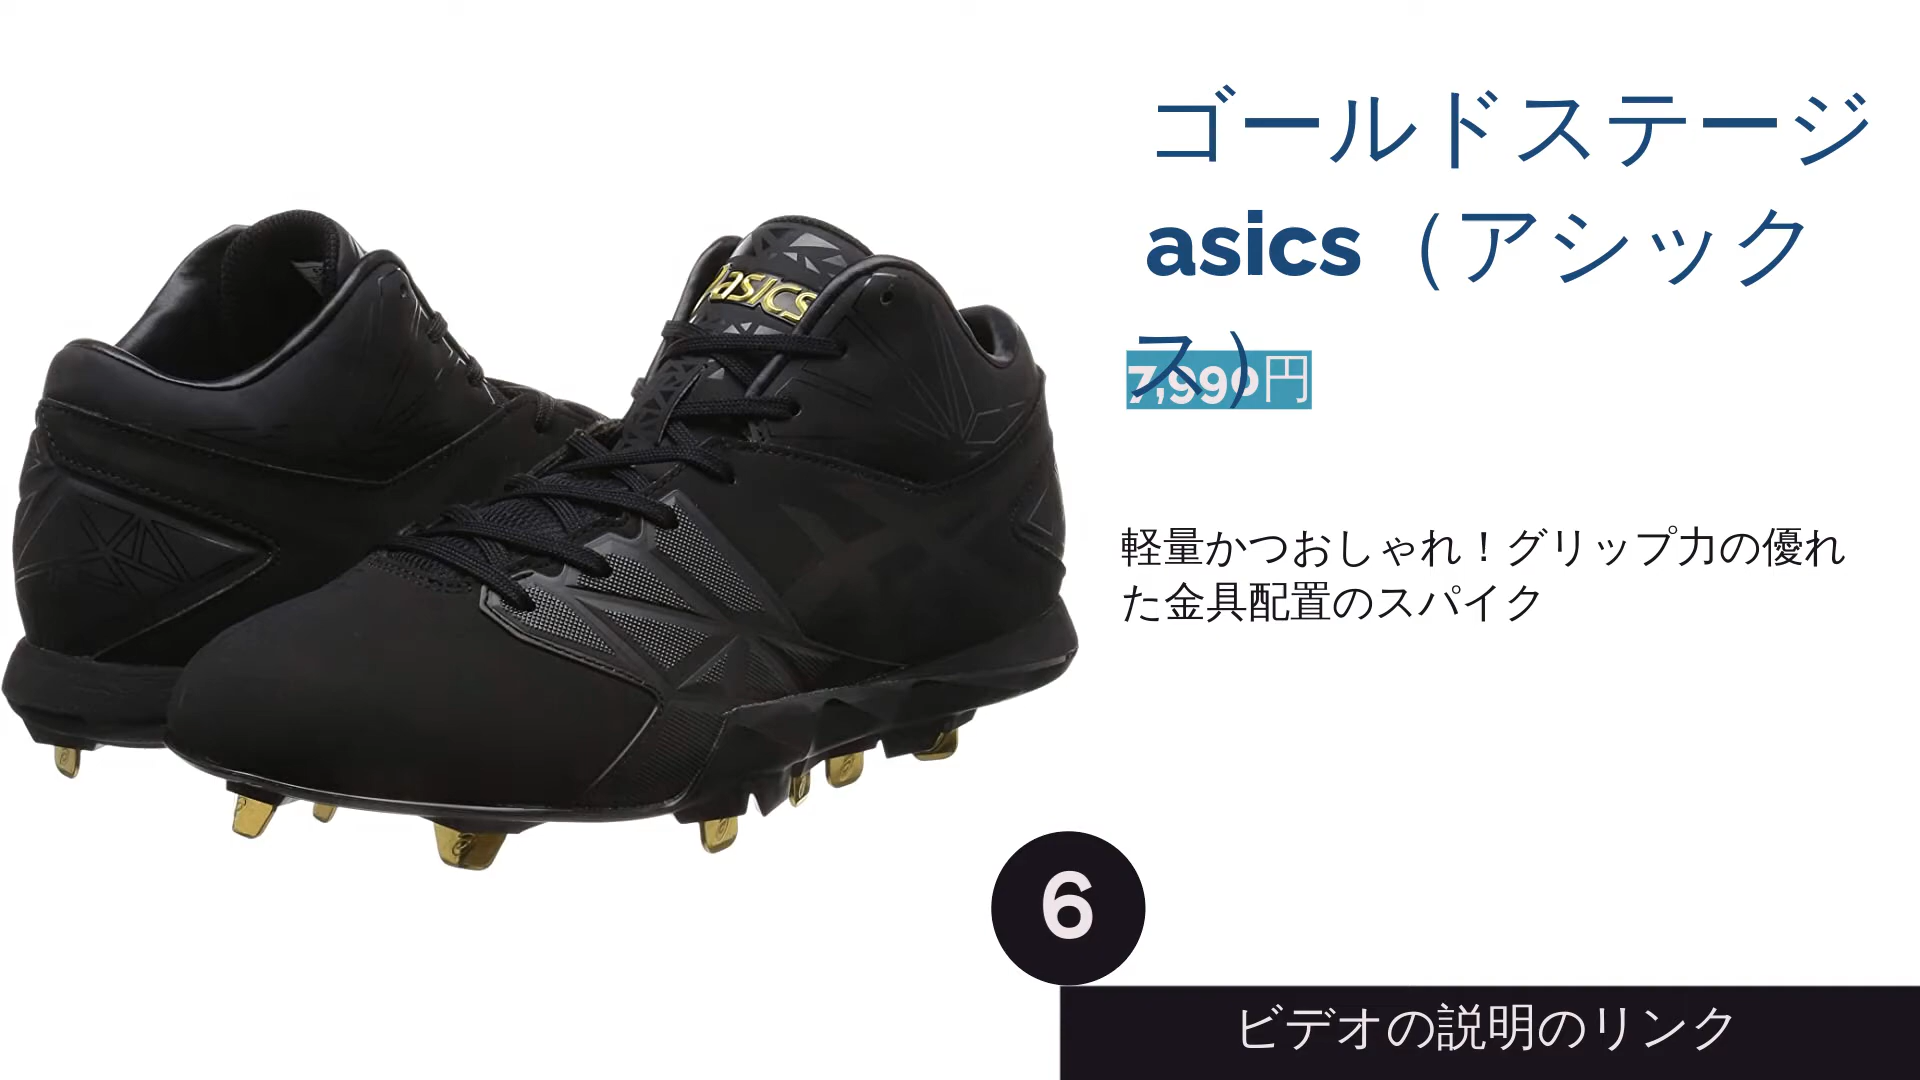 ゴールドステージ
asics（アシック
ス）
7,990円
asics
軽量かつおしゃれ！グリップ力の優れ
た金具配置のスパイク
6
ビデオの説明のリンク